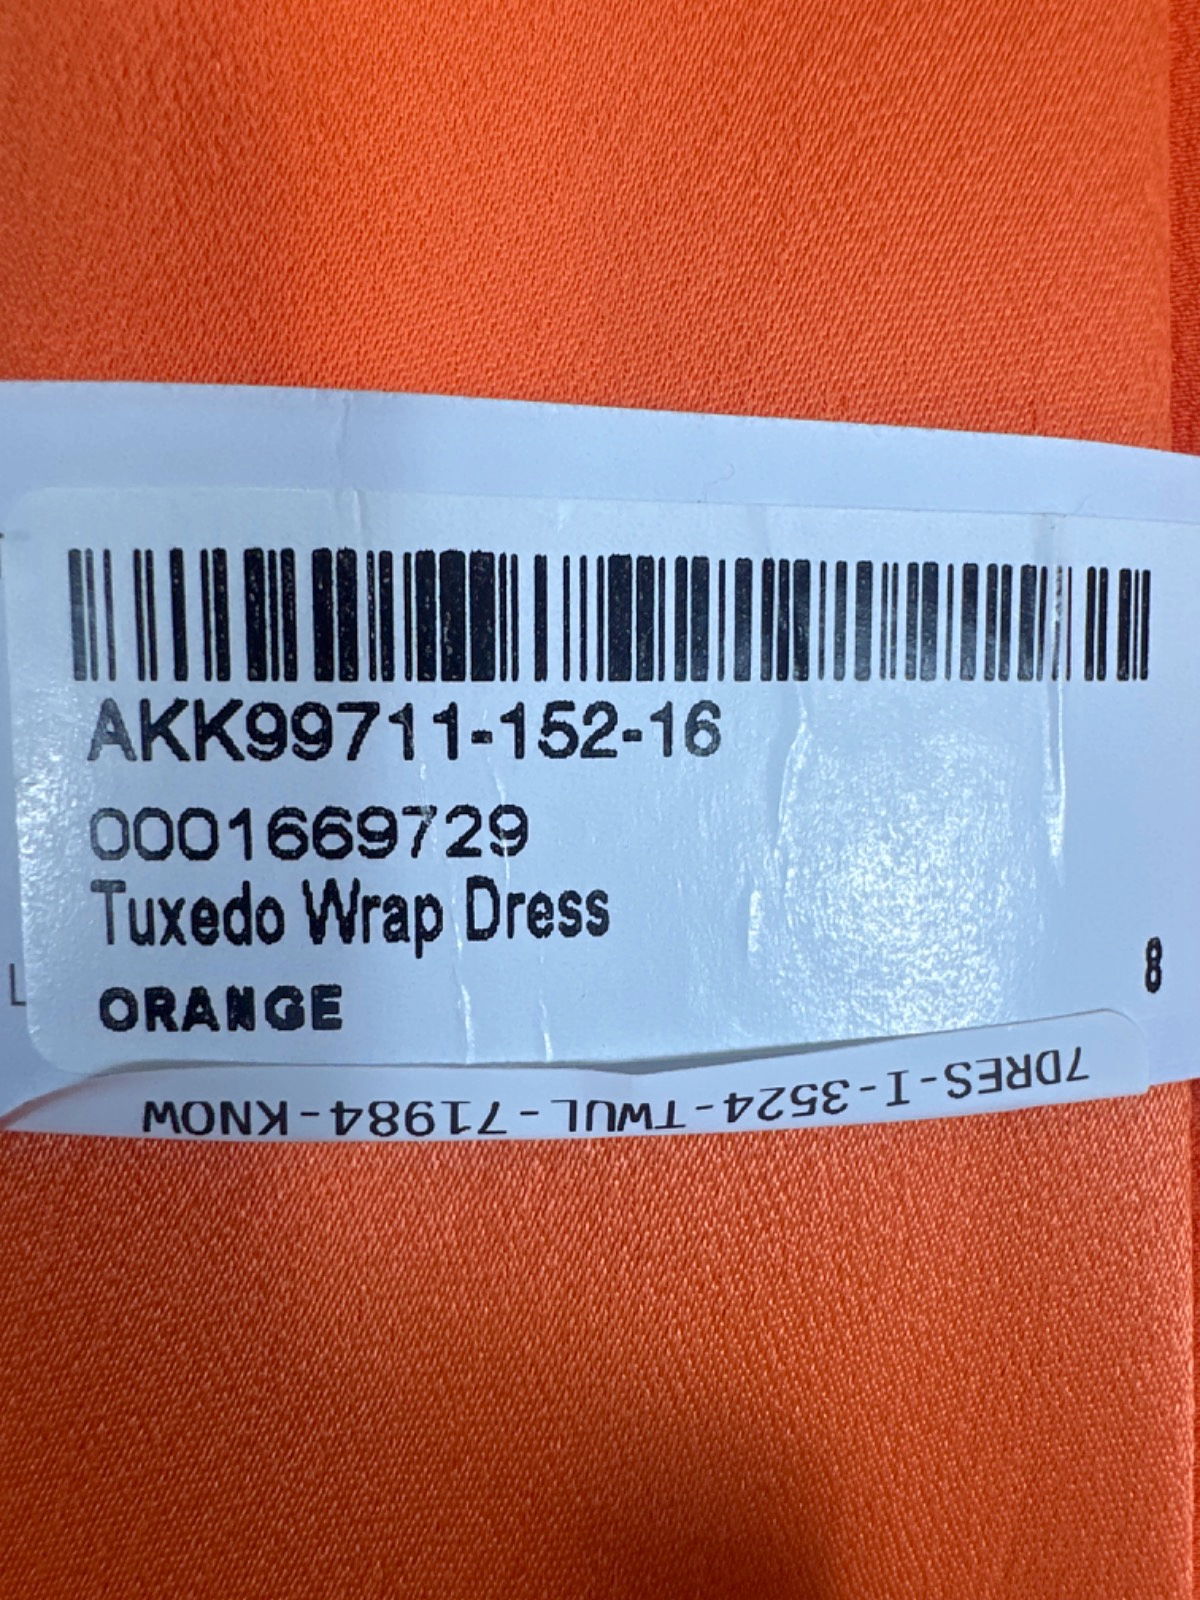 AKK99711-152-16
0001669729
Tuxedo Wrap Dress
8
ORANGE
L
7DRES-I-3524-TWUL-71984-KNOW